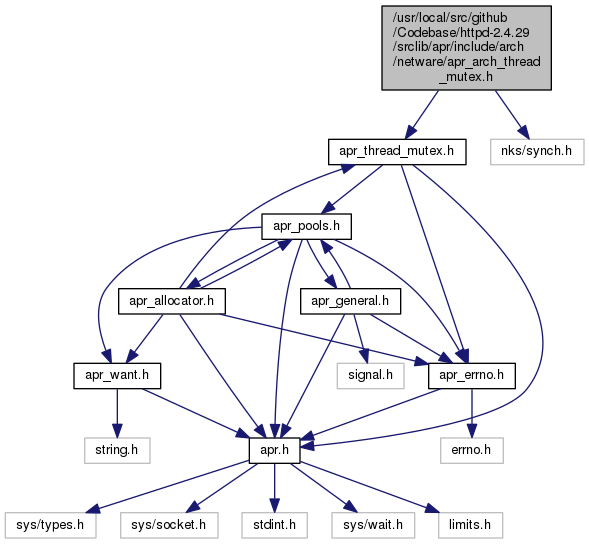 /usr/local/src/github
/Codebase/httpd-2.4.29
/srclib/apr/include/arch
/netware/apr_arch_thread
_mutex.h
apr_thread_mutex.h
nks/synch.h
apr_pools.h
apr_allocator.h
apr_general.h
apr_want.h
signal.h
apr_errno.h
string.h
apr.h
errno.h
sys/types.h
sys/socket.h
stdint.h
sys/wait.h
limits.h